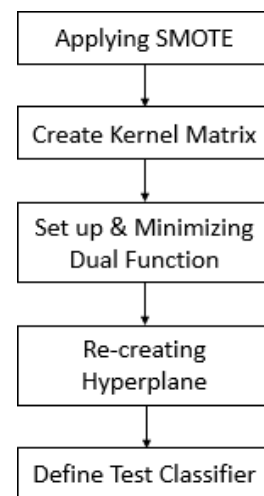 Applying SMOTE
Create Kernel Matrix
Set up & Minimizing
Dual Function
Re-creating
Hyperplane
Define Test Classifier